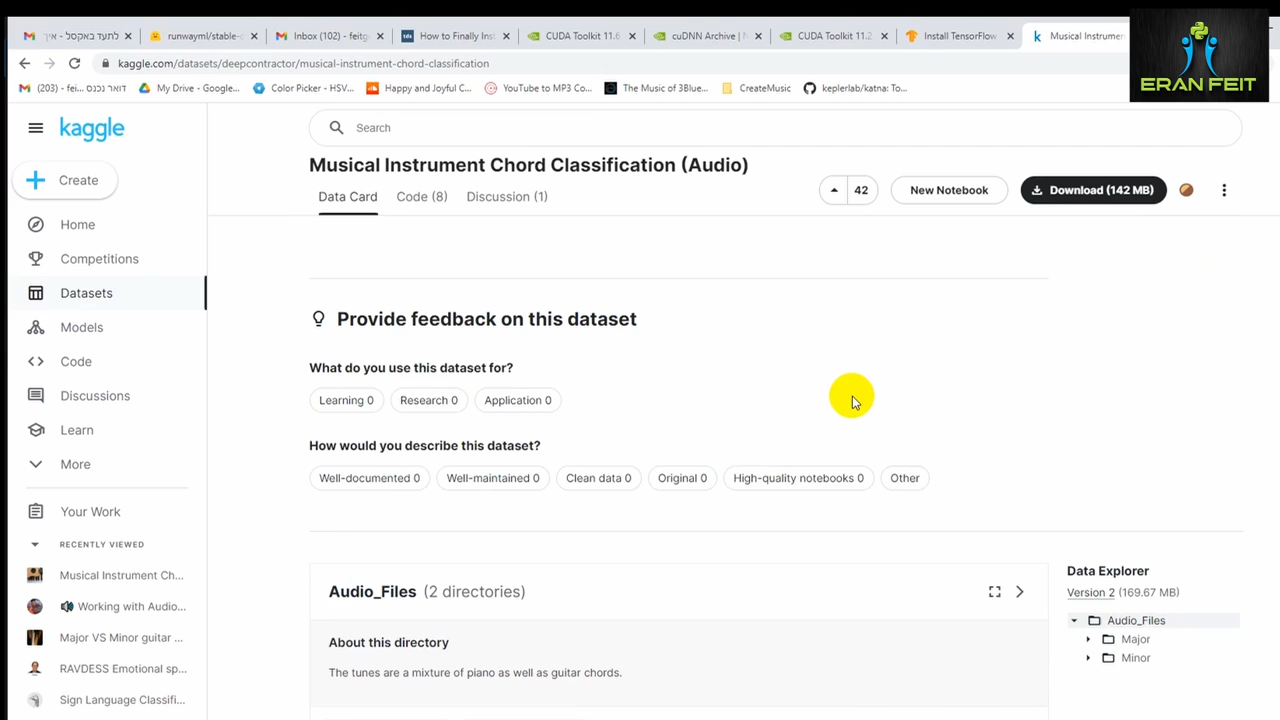 לתעד באקסל - איך
runwayml/stable-c
Inbox (102) - feitg
How to Finally Inst
CUDA Toolkit 11.6
cuDNN Archive | N
CUDA Toolkit 11.2
Install TensorFlow
Musical Instrumen
ERAN FEIT
kaggle.com/datasets/deepcontractor/musical-instrument-chord-classification
(203) - fei... דואר נכנס
My Drive - Google...
Color Picker - HSV...
Happy and Joyful C...
YouTube to MP3 Co...
The Music of 3Blue...
CreateMusic
keplerlab/katna: To...
kaggle
Search
Create
Home
Competitions
Datasets
Models
Code
Discussions
Learn
More
Your Work
RECENTLY VIEWED
Musical Instrument Ch...
Working with Audio...
Major VS Minor guitar ...
RAVDESS Emotional sp...
Sign Language Classifi...
Musical Instrument Chord Classification (Audio)
Data Card
Code (8)
Discussion (1)
42
New Notebook
Download (142 MB)
Provide feedback on this dataset
What do you use this dataset for?
Learning 0
Research 0
Application 0
How would you describe this dataset?
Well-documented 0
Well-maintained 0
Clean data 0
Original 0
High-quality notebooks 0
Other
Audio_Files (2 directories)
About this directory
The tunes are a mixture of piano as well as guitar chords.
Data Explorer
Version 2 (169.67 MB)
Audio_Files
Major
Minor